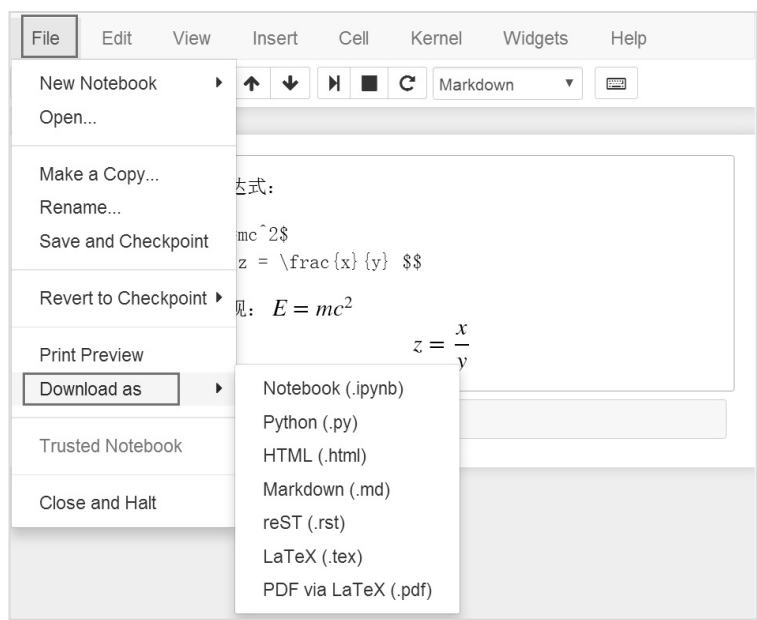 File Edit View Insert Cell Kernel Widgets Help
New Notebook
Markdown
Open...
Make a Copy...
达式:
Rename...
mc^2$
Save and Checkpoint
z = \frac{x}{y} $$
Revert to Checkpoint
现: E = mc²
z = x/y
Print Preview
Download as
Notebook (.ipynb)
Python (.py)
HTML (.html)
Markdown (.md)
reST (.rst)
LaTeX (.tex)
PDF via LaTeX (.pdf)
Trusted Notebook
Close and Halt